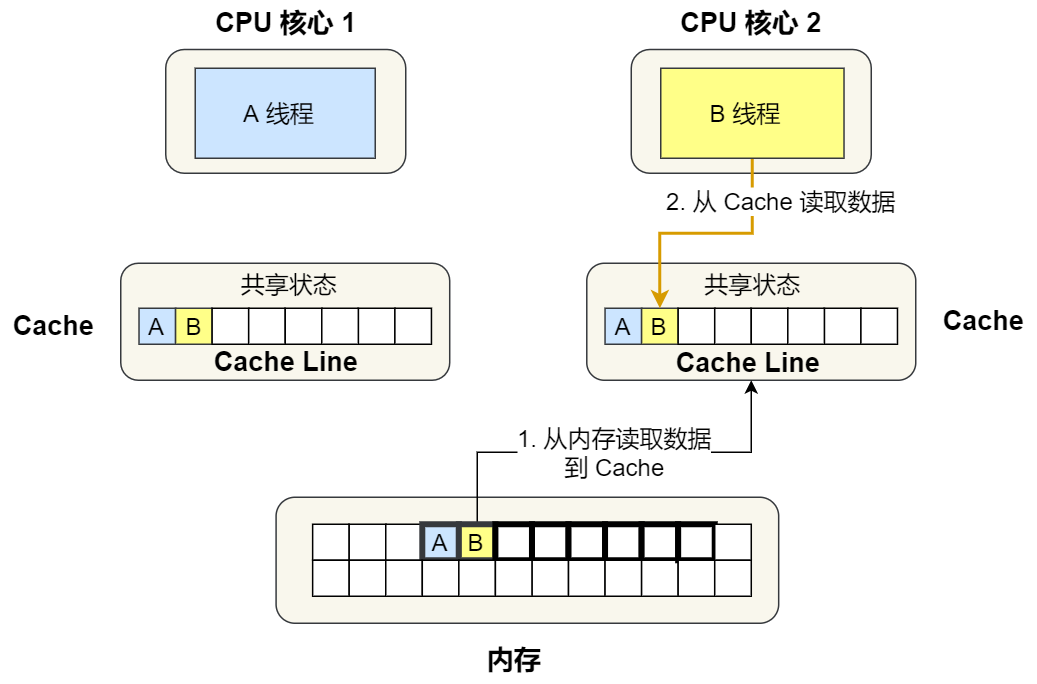 CPU 核心 1
CPU 核心 2
A 线程
B 线程
2. 从 Cache 读取数据
共享状态
共享状态
Cache
A B
A B
Cache
Cache Line
Cache Line
1. 从内存读取数据
到 Cache
A B
内存